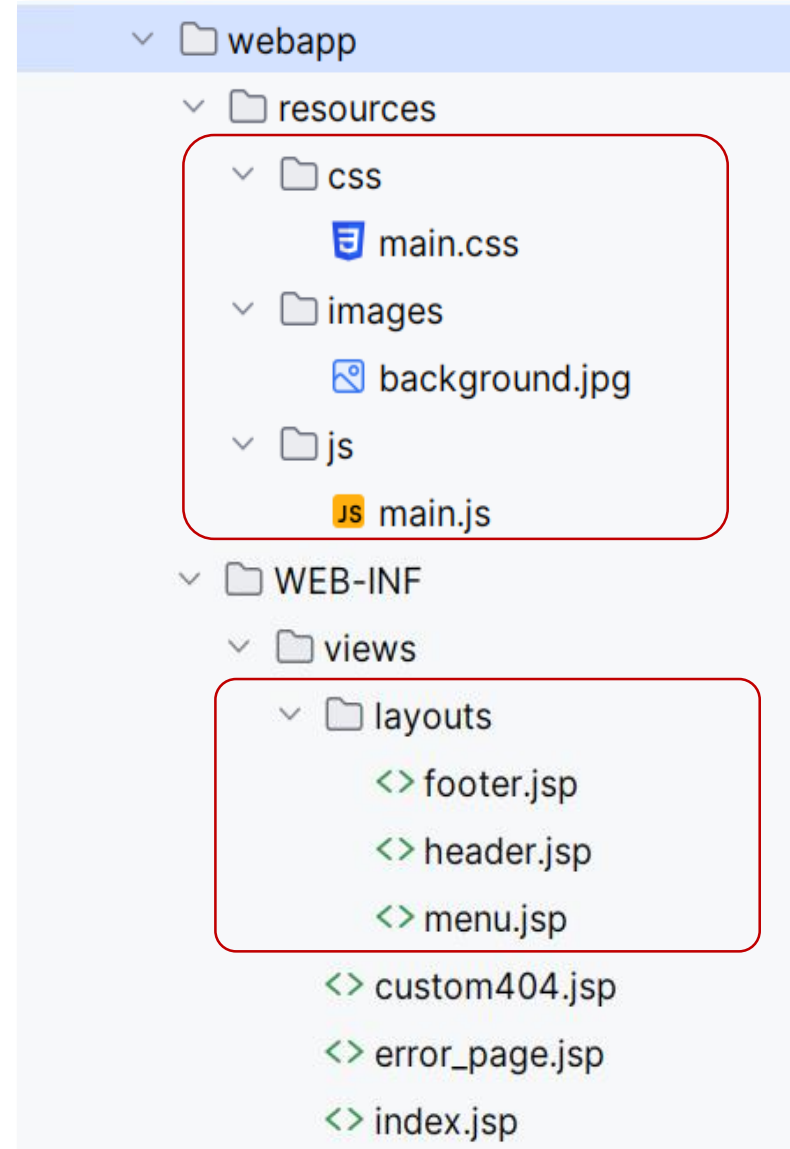 webapp
resources
css
main.css
images
background.jpg
js
JS main.js
WEB-INF
views
layouts
<> footer.jsp
<> header.jsp
<> menu.jsp
<> custom404.jsp
<> error_page.jsp
<> index.jsp